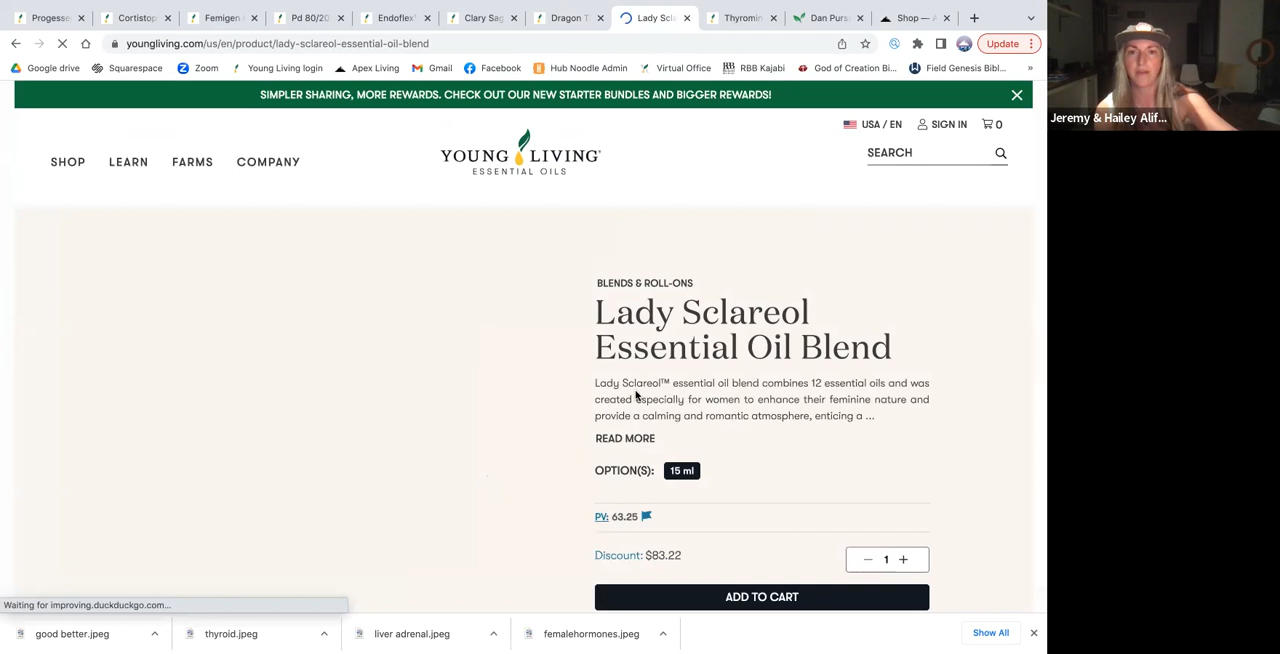 Progesse
Cortistop
Femigen
Pd 80/20
Endoflex
Clary Sag
Dragon T
Lady Scla
Thyromin
Dan Purs
Shop —
youngliving.com/us/en/product/lady-sclareol-essential-oil-blend
Update
Google drive
Squarespace
Zoom
Young Living login
Apex Living
Gmail
Facebook
Hub Noodle Admin
Virtual Office
RBB Kajabi
God of Creation Bi...
Field Genesis Bibl...
»
SIMPLER SHARING, MORE REWARDS. CHECK OUT OUR NEW STARTER BUNDLES AND BIGGER REWARDS!
Jeremy & Hailey Alif...
USA / EN
SIGN IN
0
SHOP
LEARN
FARMS
COMPANY
YOUNG LIVING
ESSENTIAL OILS
SEARCH
BLENDS & ROLL-ONS
Lady Sclareol
Essential Oil Blend
Lady Sclareol™ essential oil blend combines 12 essential oils and was
created especially for women to enhance their feminine nature and
provide a calming and romantic atmosphere, enticing a ...
READ MORE
OPTION(S): 15 ml
PV: 63.25
Discount: $83.22
1
ADD TO CART
Waiting for improving.duckduckgo.com...
good better.jpeg
thyroid.jpeg
liver adrenal.jpeg
femalehormones.jpeg
Show All